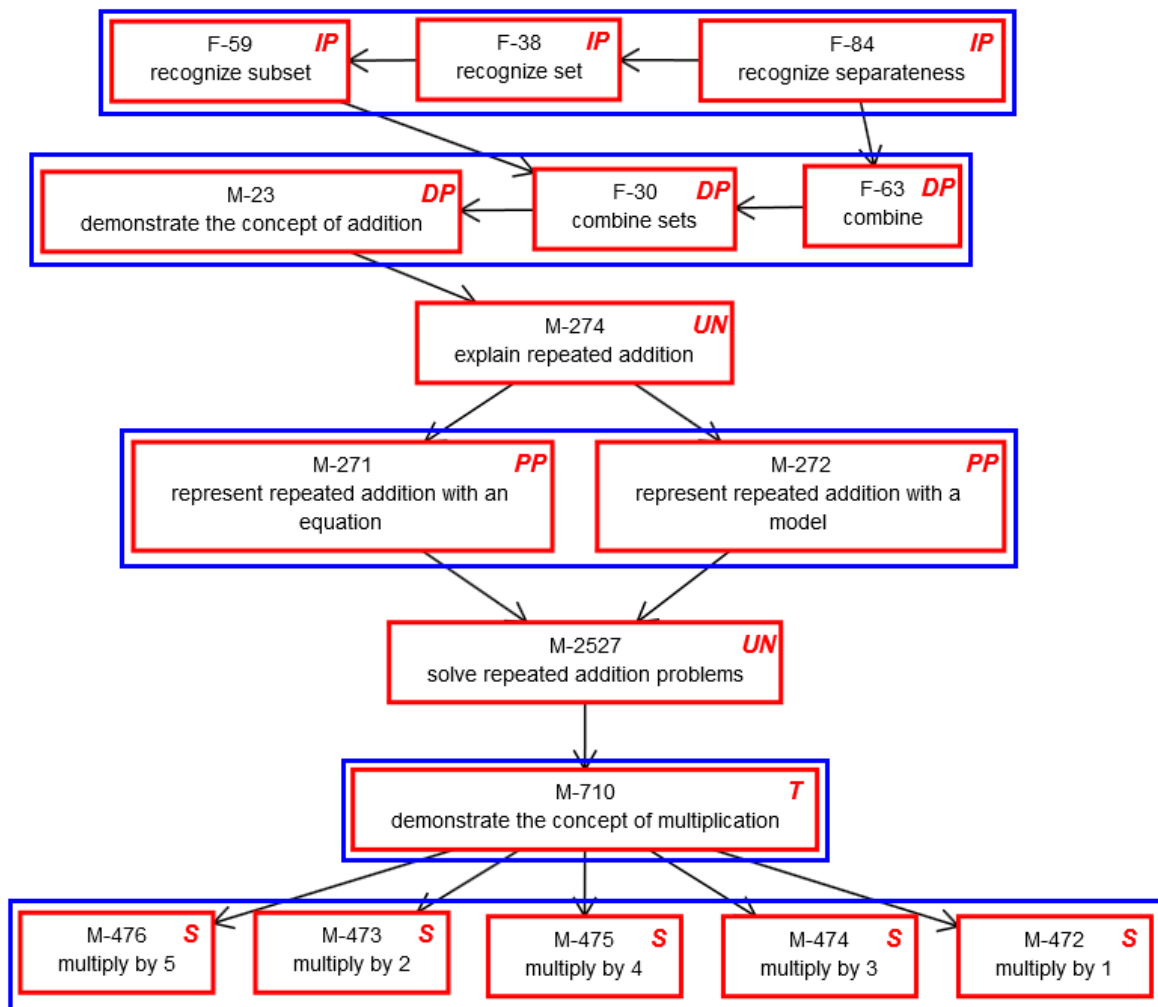 F-59 IP
recognize subset
F-38 IP
recognize set
F-84 IP
recognize separateness
M-23 DP
demonstrate the concept of addition
F-30 DP
combine sets
F-63 DP
combine
M-274 UN
explain repeated addition
M-271 PP
represent repeated addition with an
equation
M-272 PP
represent repeated addition with a
model
M-2527 UN
solve repeated addition problems
M-710 T
demonstrate the concept of multiplication
M-476 S
multiply by 5
M-473 S
multiply by 2
M-475 S
multiply by 4
M-474 S
multiply by 3
M-472 S
multiply by 1